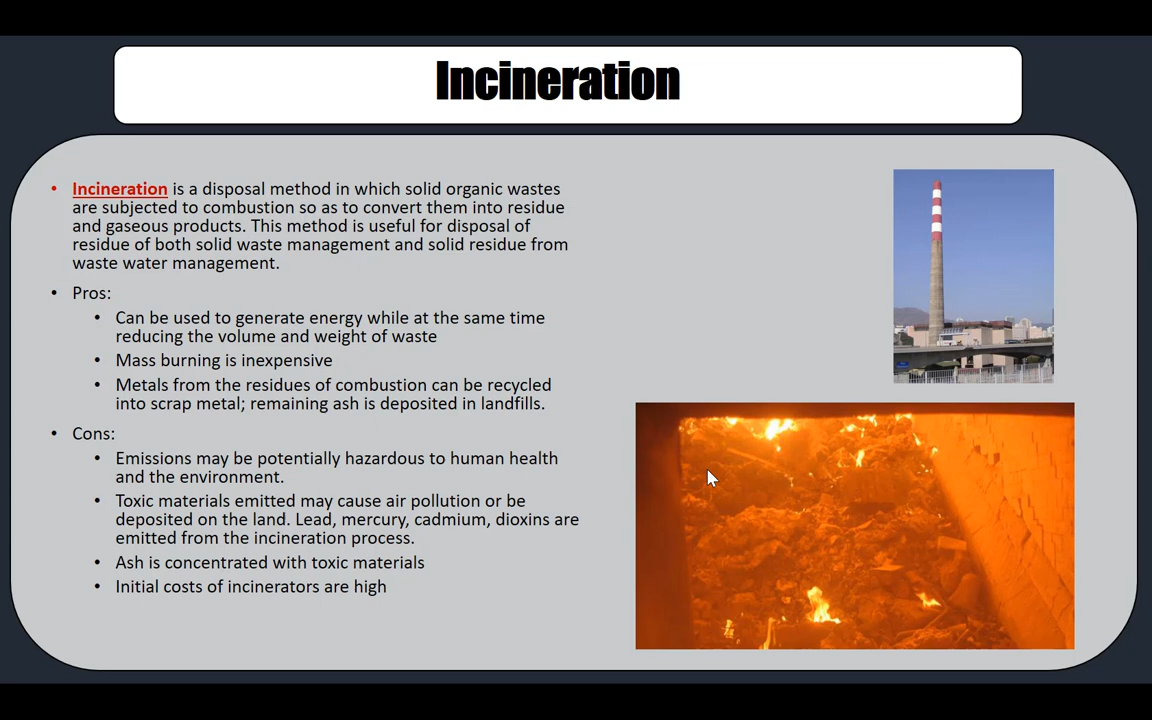 Incineration
• Incineration is a disposal method in which solid organic wastes
are subjected to combustion so as to convert them into residue
and gaseous products. This method is useful for disposal of
residue of both solid waste management and solid residue from
waste water management.
• Pros:
• Can be used to generate energy while at the same time
reducing the volume and weight of waste
• Mass burning is inexpensive
• Metals from the residues of combustion can be recycled
into scrap metal; remaining ash is deposited in landfills.
• Cons:
• Emissions may be potentially hazardous to human health
and the environment.
• Toxic materials emitted may cause air pollution or be
deposited on the land. Lead, mercury, cadmium, dioxins are
emitted from the incineration process.
• Ash is concentrated with toxic materials
• Initial costs of incinerators are high